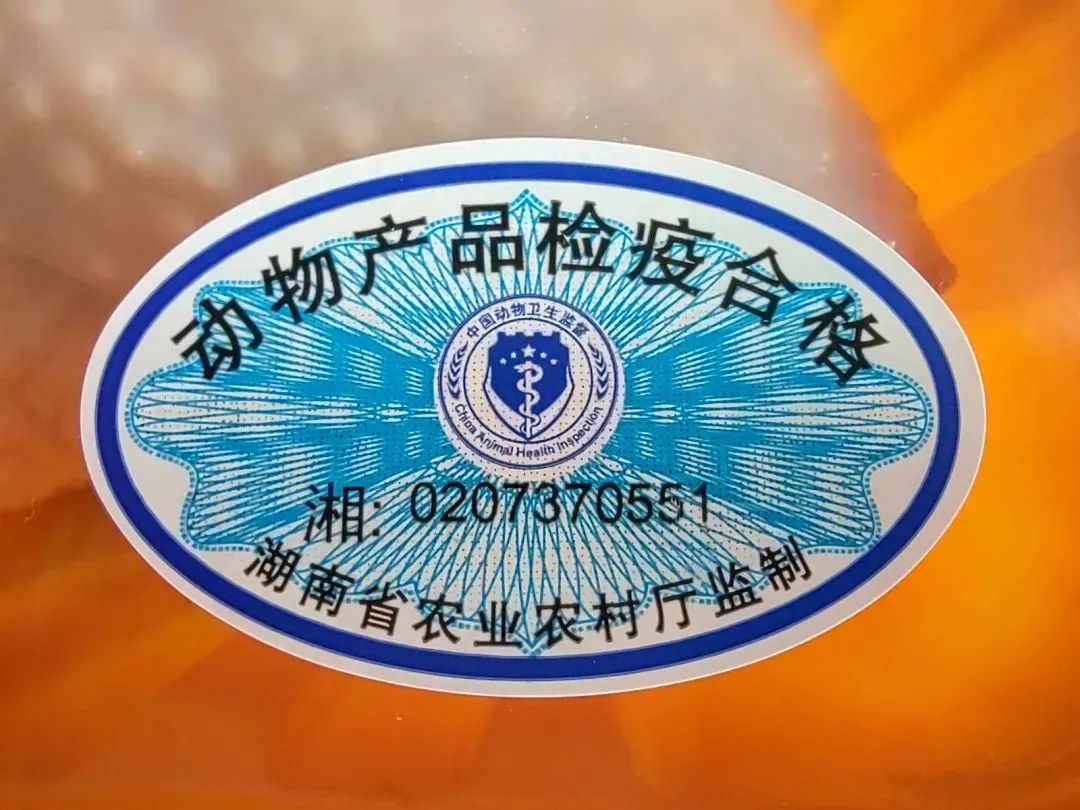 动物产品检疫合格
中国动物卫生监督
China Animal Health Inspection
湘: 0207370551
湖南省农业农村厅监制